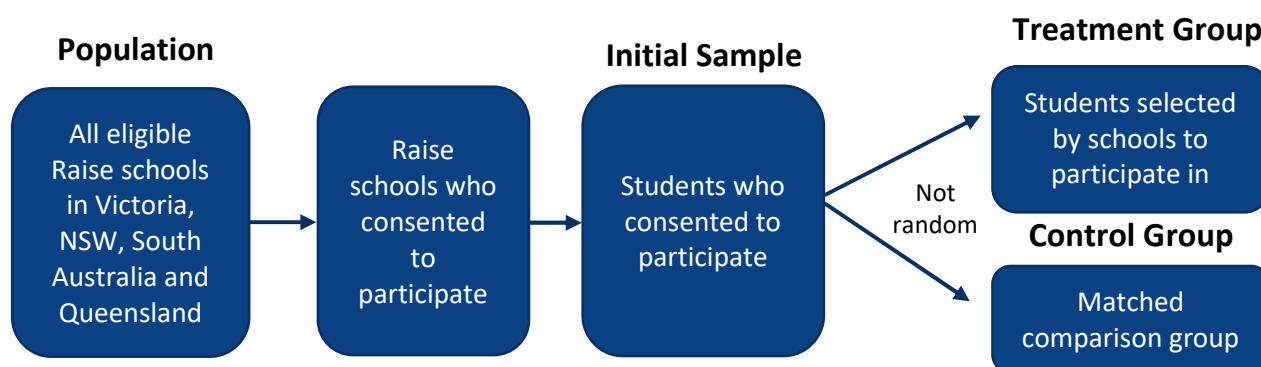 Population
All eligible
Raise schools
in Victoria,
NSW, South
Australia and
Queensland
Raise
schools who
consented
to
participate
Initial Sample
Students who
consented to
participate
Not
random
Treatment Group
Students selected
by schools to
participate in
Control Group
Matched
comparison group